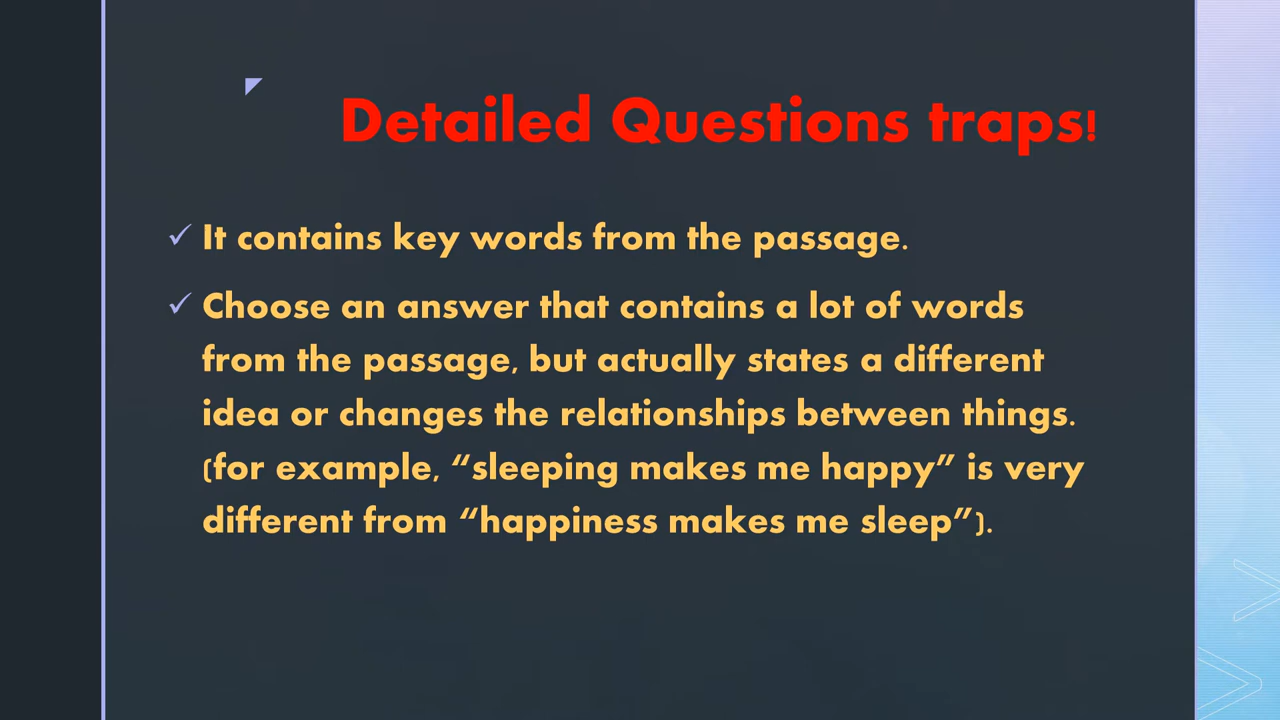 Detailed Questions traps!
✓ It contains key words from the passage.
✓ Choose an answer that contains a lot of words
from the passage, but actually states a different
idea or changes the relationships between things.
(for example, “sleeping makes me happy” is very
different from “happiness makes me sleep”).